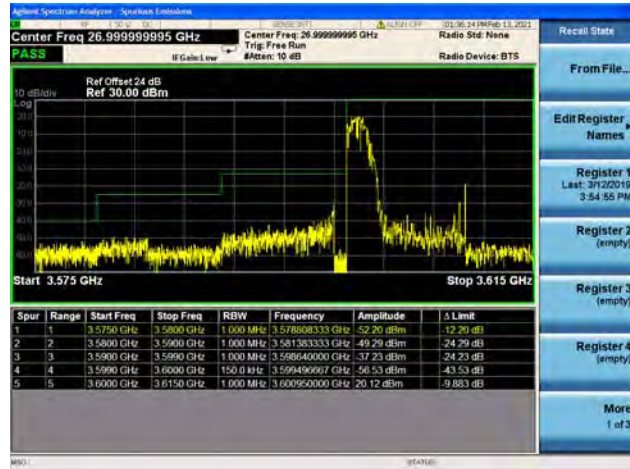 Agilent Spectrum Analyzer - Spurious Emissions
RF 50 Ω DC SENSE:INT ALIGN OFF 01:36:14 PM Feb 13, 2021
Center Freq 26.999999995 GHz
Center Freq: 26.999999995 GHz
Radio Std: None
Trig: Free Run
PASS
IFGain:Low
#Atten: 10 dB
Radio Device: BTS
Ref Offset 24 dB
10 dB/div Ref 30.00 dBm
Log
Start 3.575 GHz
Stop 3.615 GHz
Spur Range Start Freq Stop Freq RBW Frequency Amplitude Δ Limit
1 1 3.5750 GHz 3.5800 GHz 1.000 MHz 3.578808333 GHz -52.20 dBm -12.20 dB
2 2 3.5800 GHz 3.5900 GHz 1.000 MHz 3.581383333 GHz -49.29 dBm -24.29 dB
3 3 3.5900 GHz 3.5990 GHz 1.000 MHz 3.598640000 GHz -37.23 dBm -24.23 dB
4 4 3.5990 GHz 3.6000 GHz 150.0 kHz 3.599496667 GHz -56.53 dBm -43.53 dB
5 5 3.6000 GHz 3.6150 GHz 1.000 MHz 3.600950000 GHz 20.12 dBm -9.883 dB
MSG
STATUS
Recall State
From File...
Edit Register
Names
Register 1
Last: 3/12/2019
3:54:55 PM
Register 2
(empty)
Register 3
(empty)
Register 4
(empty)
More
1 of 3